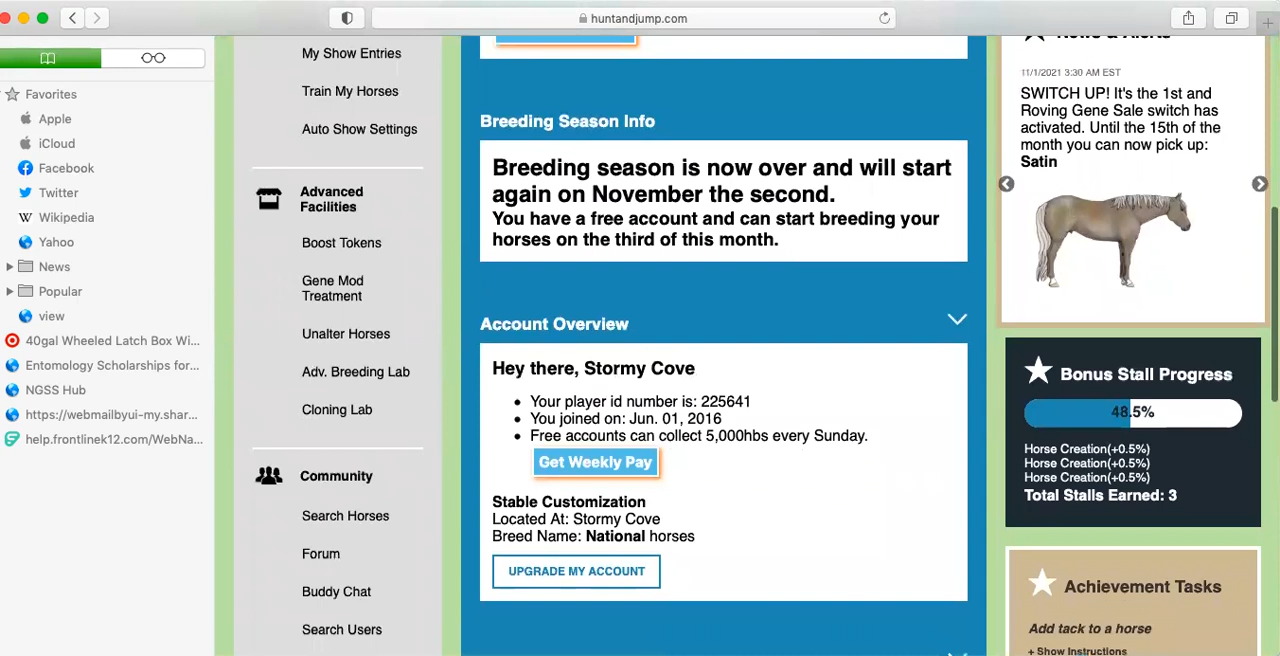 huntandjump.com
Favorites
Apple
iCloud
Facebook
Twitter
W Wikipedia
Yahoo
News
Popular
view
40gal Wheeled Latch Box Wi...
Entomology Scholarships for...
NGSS Hub
https://webmailbyui-my.shar...
help.frontlinek12.com/WebNa...
My Show Entries
Train My Horses
Auto Show Settings
Advanced
Facilities
Boost Tokens
Gene Mod
Treatment
Unalter Horses
Adv. Breeding Lab
Cloning Lab
Community
Search Horses
Forum
Buddy Chat
Search Users
Breeding Season Info
Breeding season is now over and will start
again on November the second.
You have a free account and can start breeding your
horses on the third of this month.
Account Overview
Hey there, Stormy Cove
• Your player id number is: 225641
• You joined on: Jun. 01, 2016
• Free accounts can collect 5,000hbs every Sunday.
Get Weekly Pay
Stable Customization
Located At: Stormy Cove
Breed Name: National horses
UPGRADE MY ACCOUNT
News & Alerts
11/1/2021 3:30 AM EST
SWITCH UP! It's the 1st and
Roving Gene Sale switch has
activated. Until the 15th of the
month you can now pick up:
Satin
Bonus Stall Progress
48.5%
Horse Creation(+0.5%)
Horse Creation(+0.5%)
Horse Creation(+0.5%)
Total Stalls Earned: 3
Achievement Tasks
Add tack to a horse
+ Show Instructions